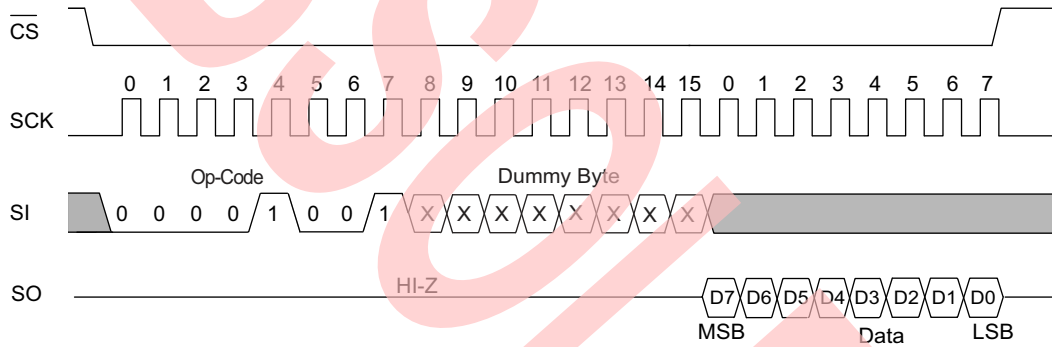 CS
0 1 2 3 4 5 6 7 8 9 10 11 12 13 14 15 0 1 2 3 4 5 6 7
SCK
Op-Code Dummy Byte
SI 0 0 0 0 1 0 0 1 X X X X X X X X
HI-Z
SO D7 D6 D5 D4 D3 D2 D1 D0
MSB Data LSB